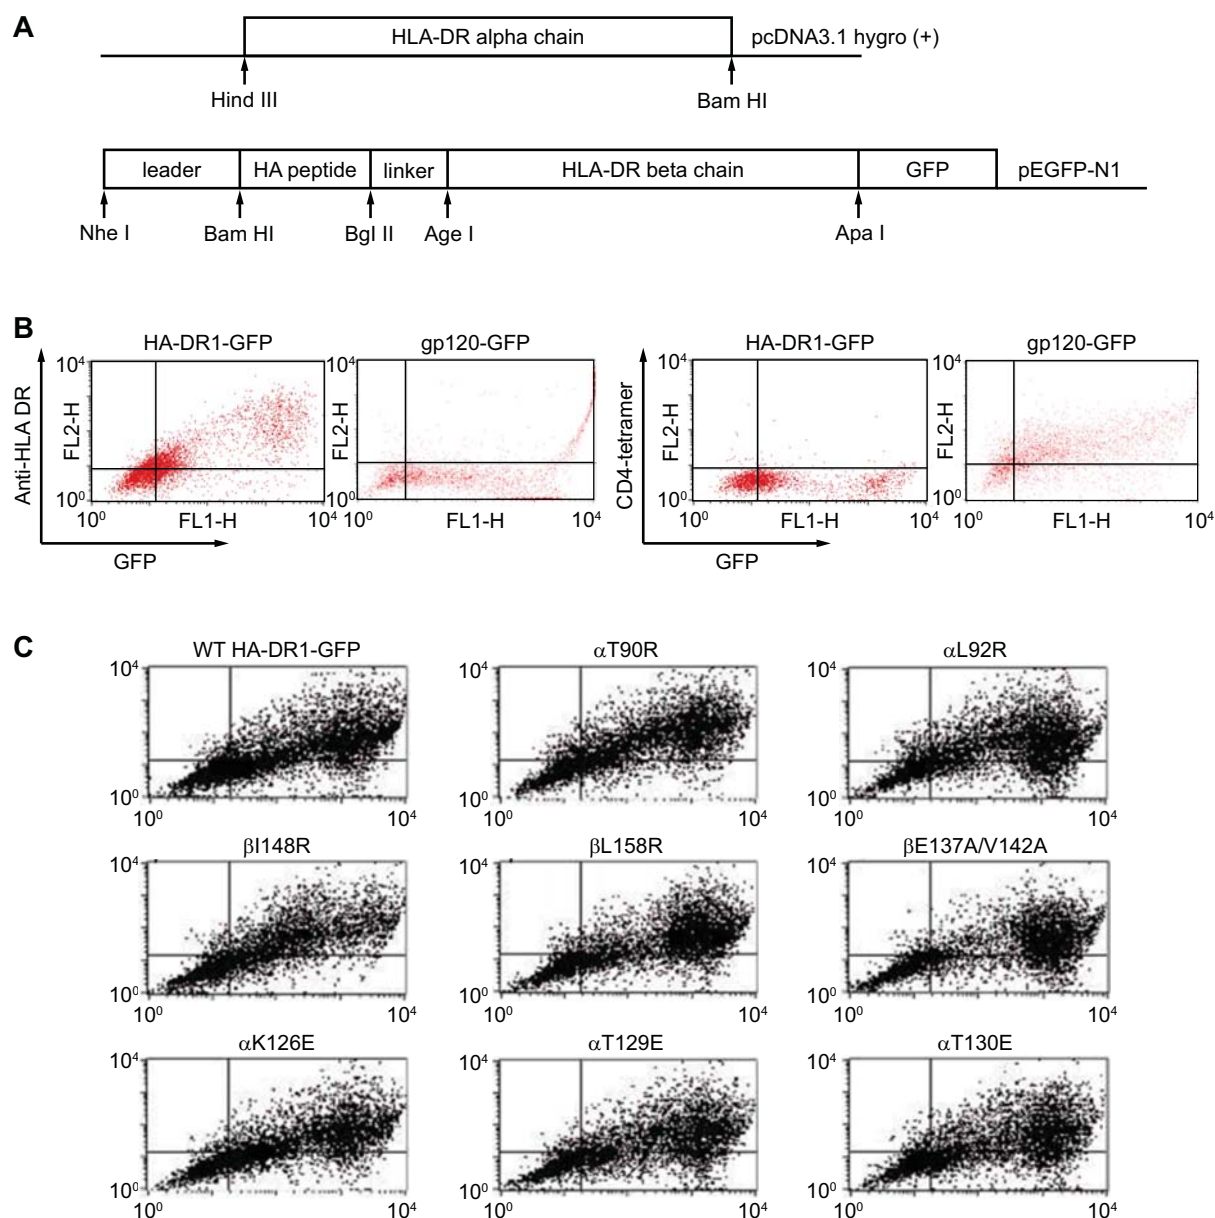 A
HLA-DR alpha chain pcDNA3.1 hygro (+)
Hind III Bam HI
leader HA peptide linker HLA-DR beta chain GFP pEGFP-N1
Nhe I Bam HI Bgl II Age I Apa I
B
HA-DR1-GFP gp120-GFP HA-DR1-GFP gp120-GFP
Anti-HLA DR
FL2-H
10⁴
10⁰
10⁰ FL1-H 10⁴
FL2-H
10⁴
10⁰
10⁰ FL1-H 10⁴
GFP
CD4-tetramer
FL2-H
10⁴
10⁰
10⁰ FL1-H 10⁴
FL2-H
10⁴
10⁰
10⁰ FL1-H 10⁴
GFP
C
WT HA-DR1-GFP αT90R αL92R
10⁴ 10⁴ 10⁴
10⁰ 10⁰ 10⁰
10⁰ 10⁴ 10⁰ 10⁴ 10⁰ 10⁴
βI148R βL158R βE137A/V142A
10⁴ 10⁴ 10⁴
10⁰ 10⁰ 10⁰
10⁰ 10⁴ 10⁰ 10⁴ 10⁰ 10⁴
αK126E αT129E αT130E
10⁴ 10⁴ 10⁴
10⁰ 10⁰ 10⁰
10⁰ 10⁴ 10⁰ 10⁴ 10⁰ 10⁴